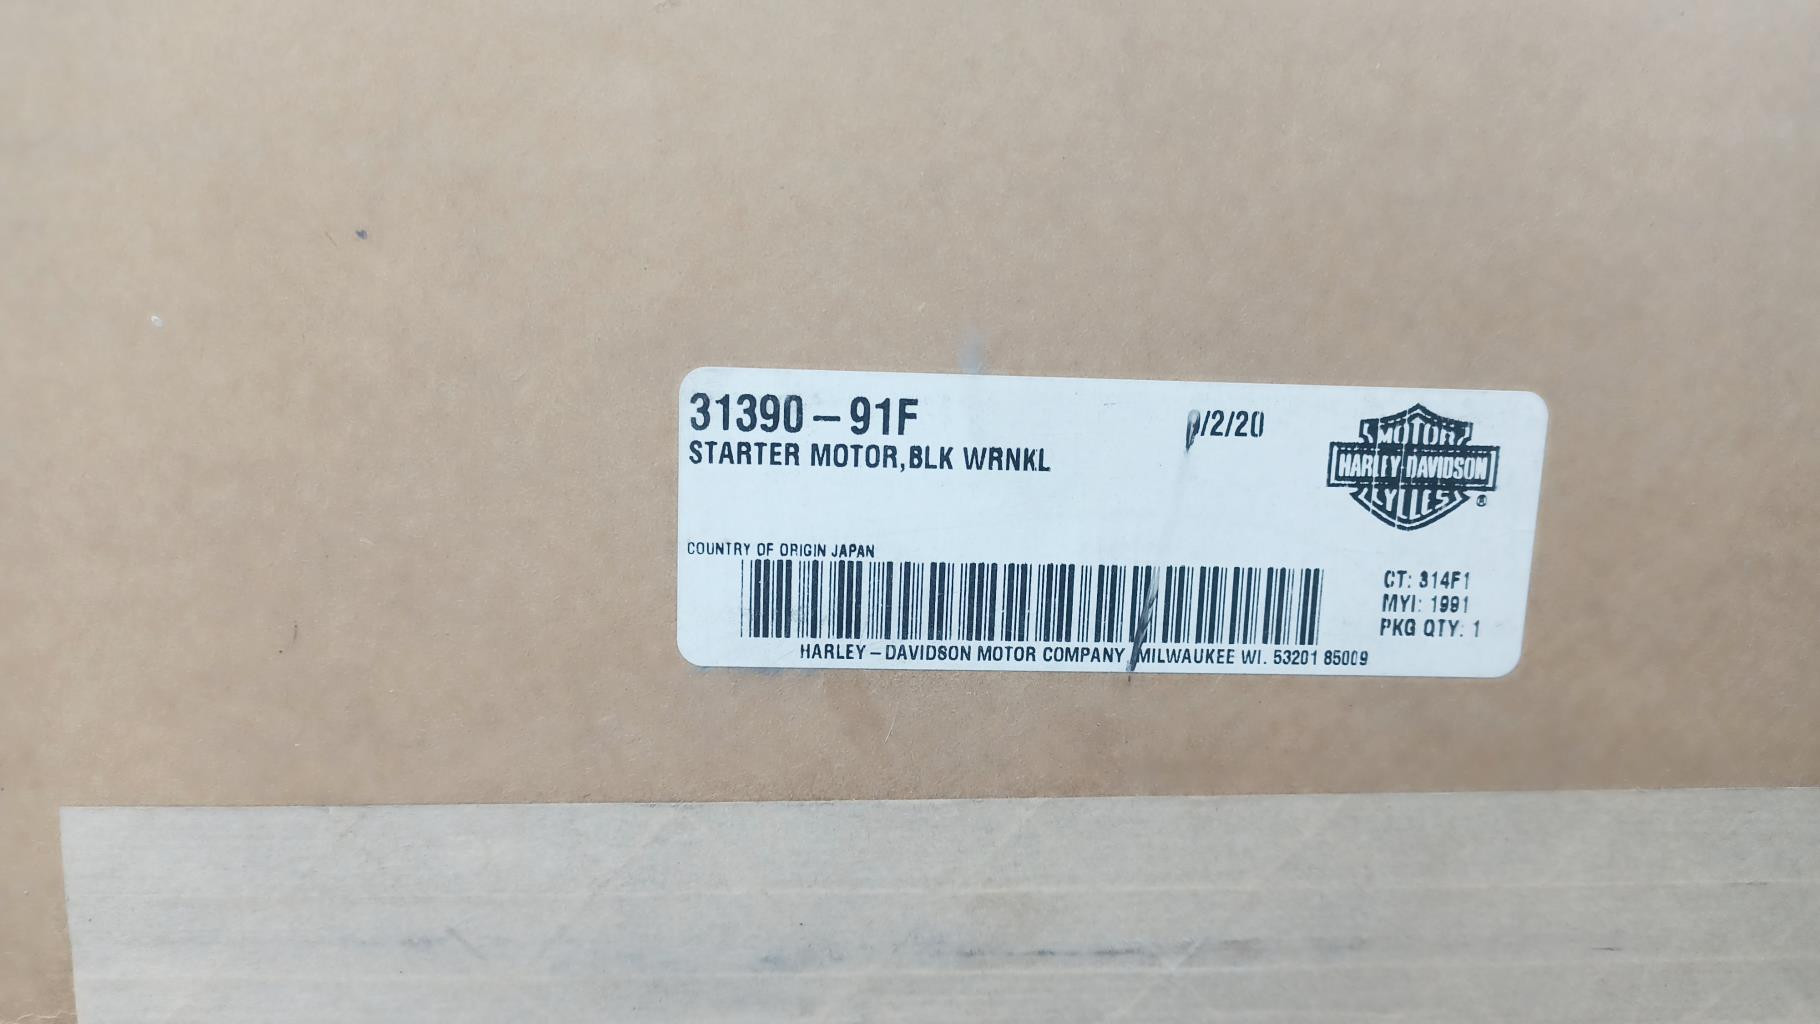 31390-91F
/2/20
STARTER MOTOR,BLK WRNKL
MOTOR
HARLEY-DAVIDSON
CYCLES
®
COUNTRY OF ORIGIN JAPAN
CT: 314F1
MYI: 1991
PKG QTY: 1
HARLEY-DAVIDSON MOTOR COMPANY MILWAUKEE WI. 53201 85009